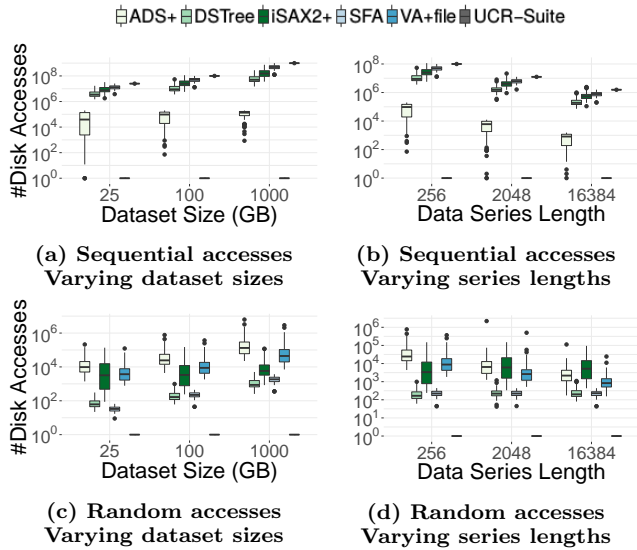 ADS+ DSTree iSAX2+ SFA VA+file UCR-Suite
#Disk Accesses
10^8
10^6
10^4
10^2
10^0
25 100 1000
Dataset Size (GB)
(a) Sequential accesses
Varying dataset sizes
10^8
10^6
10^4
10^2
10^0
256 2048 16384
Data Series Length
(b) Sequential accesses
Varying series lengths
#Disk Accesses
10^6
10^4
10^2
10^0
25 100 1000
Dataset Size (GB)
(c) Random accesses
Varying dataset sizes
10^6
10^5
10^4
10^3
10^2
10^1
10^0
256 2048 16384
Data Series Length
(d) Random accesses
Varying series lengths